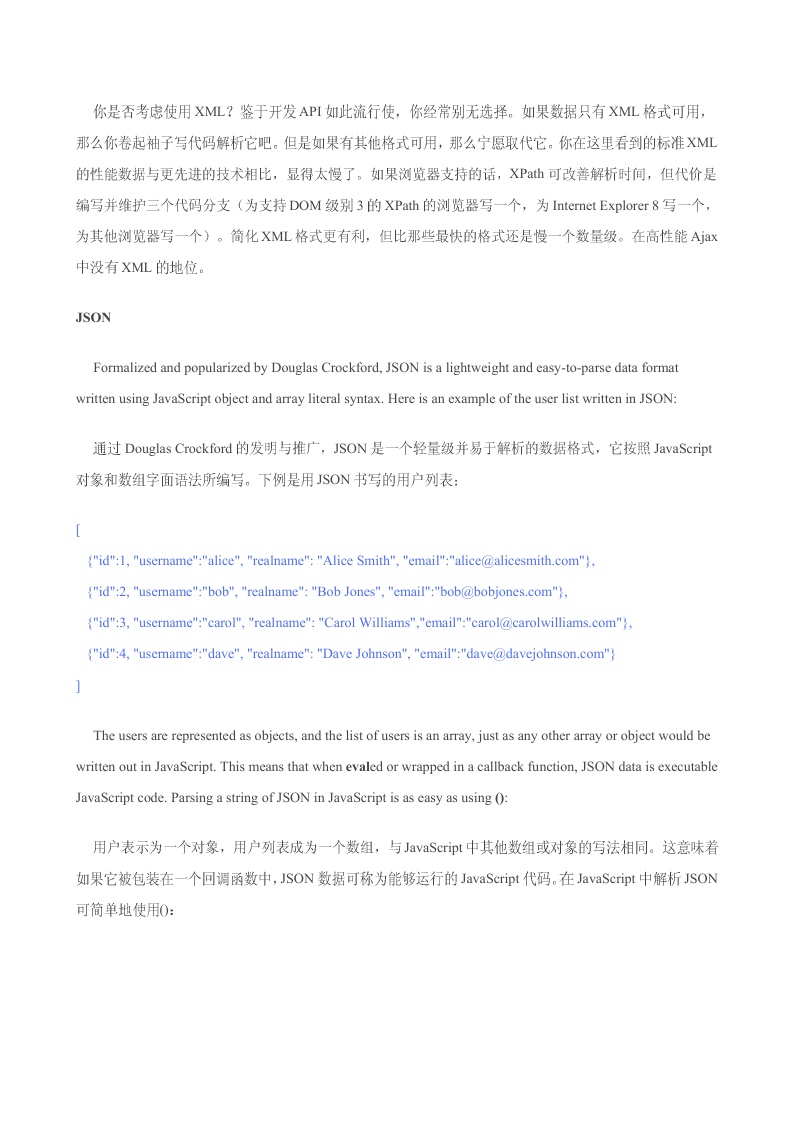 你是否考虑使用 XML？鉴于开发 API 如此流行使，你经常别无选择。如果数据只有 XML 格式可用，
那么你卷起袖子写代码解析它吧。但是如果有其他格式可用，那么宁愿取代它。你在这里看到的标准 XML
的性能数据与更先进的技术相比，显得太慢了。如果浏览器支持的话，XPath 可改善解析时间，但代价是
编写并维护三个代码分支（为支持 DOM 级别 3 的 XPath 的浏览器写一个，为 Internet Explorer 8 写一个，
为其他浏览器写一个）。简化 XML 格式更有利，但比那些最快的格式还是慢一个数量级。在高性能 Ajax
中没有 XML 的地位。
JSON
Formalized and popularized by Douglas Crockford, JSON is a lightweight and easy-to-parse data format
written using JavaScript object and array literal syntax. Here is an example of the user list written in JSON:
通过 Douglas Crockford 的发明与推广，JSON 是一个轻量级并易于解析的数据格式，它按照 JavaScript
对象和数组字面语法所编写。下例是用 JSON 书写的用户列表：
[
{"id":1, "username":"alice", "realname": "Alice Smith", "email":"alice@alicesmith.com"},
{"id":2, "username":"bob", "realname": "Bob Jones", "email":"bob@bobjones.com"},
{"id":3, "username":"carol", "realname": "Carol Williams","email":"carol@carolwilliams.com"},
{"id":4, "username":"dave", "realname": "Dave Johnson", "email":"dave@davejohnson.com"}
]
The users are represented as objects, and the list of users is an array, just as any other array or object would be
written out in JavaScript. This means that when evaled or wrapped in a callback function, JSON data is executable
JavaScript code. Parsing a string of JSON in JavaScript is as easy as using ():
用户表示为一个对象，用户列表成为一个数组，与 JavaScript 中其他数组或对象的写法相同。这意味着
如果它被包装在一个回调函数中，JSON 数据可称为能够运行的 JavaScript 代码。在 JavaScript 中解析 JSON
可简单地使用()：